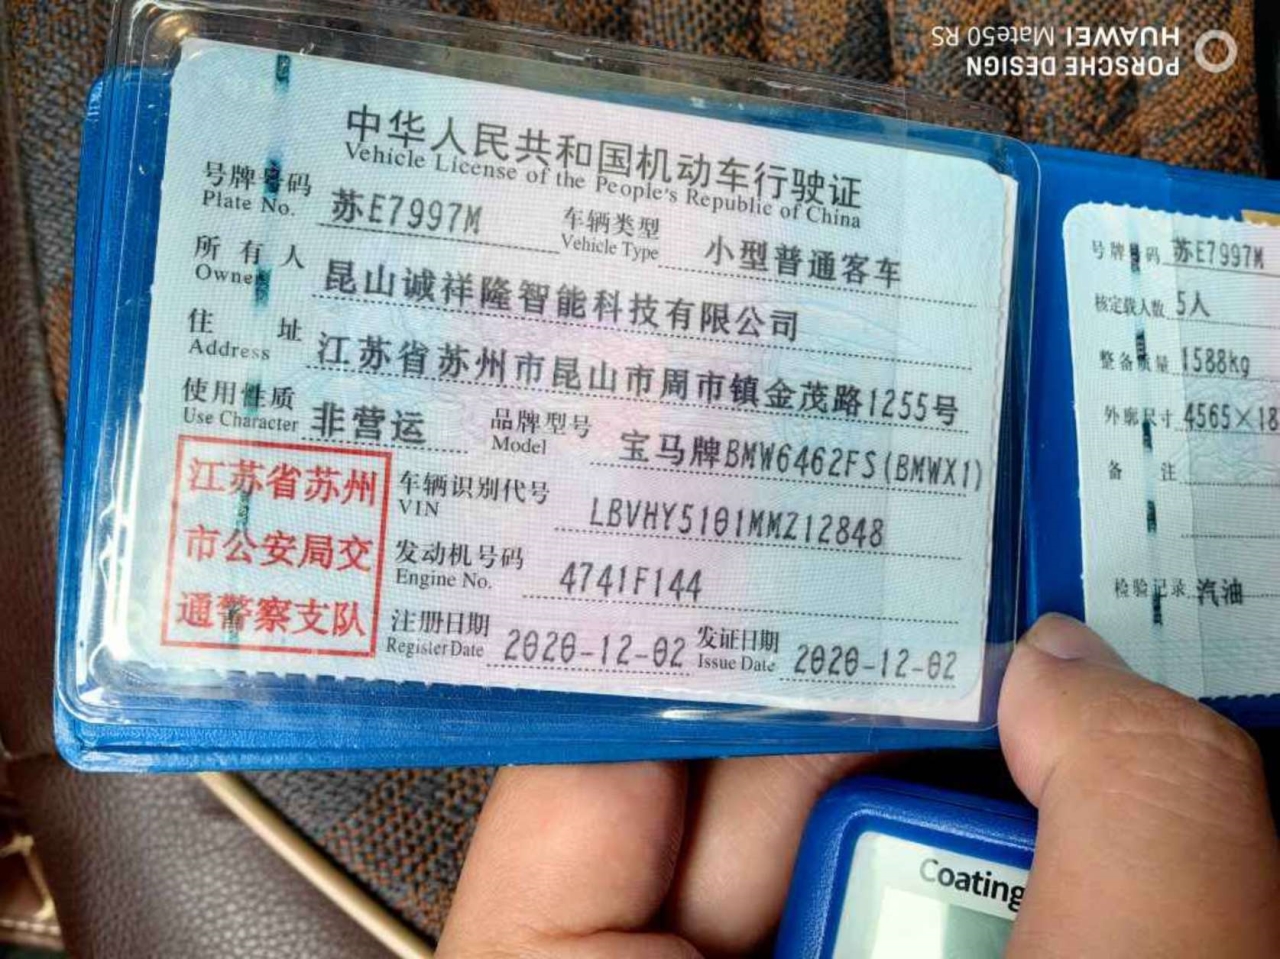 PORSCHE DESIGN
HUAWEI Mate50 RS
中华人民共和国机动车行驶证
Vehicle License of the People's Republic of China
号牌号码 苏E7997M 车辆类型 小型普通客车
Plate No. Vehicle Type
所有人 昆山诚祥隆智能科技有限公司
Owner
住址 江苏省苏州市昆山市周市镇金茂路1255号
Address
使用性质 非营运 品牌型号 宝马牌BMW6462FS(BMWX1)
Use Character Model
江苏省苏州
市公安局交
通警察支队
车辆识别代号 LBVHY5101MMZ12848
VIN
发动机号码 4741F144
Engine No.
注册日期 2020-12-02 发证日期 2020-12-02
Register Date Issue Date
号牌号码 苏E7997M
核定载人数 5人
整备质量 1588kg
外廓尺寸 4565×18
备注
检验记录 汽油
Coating